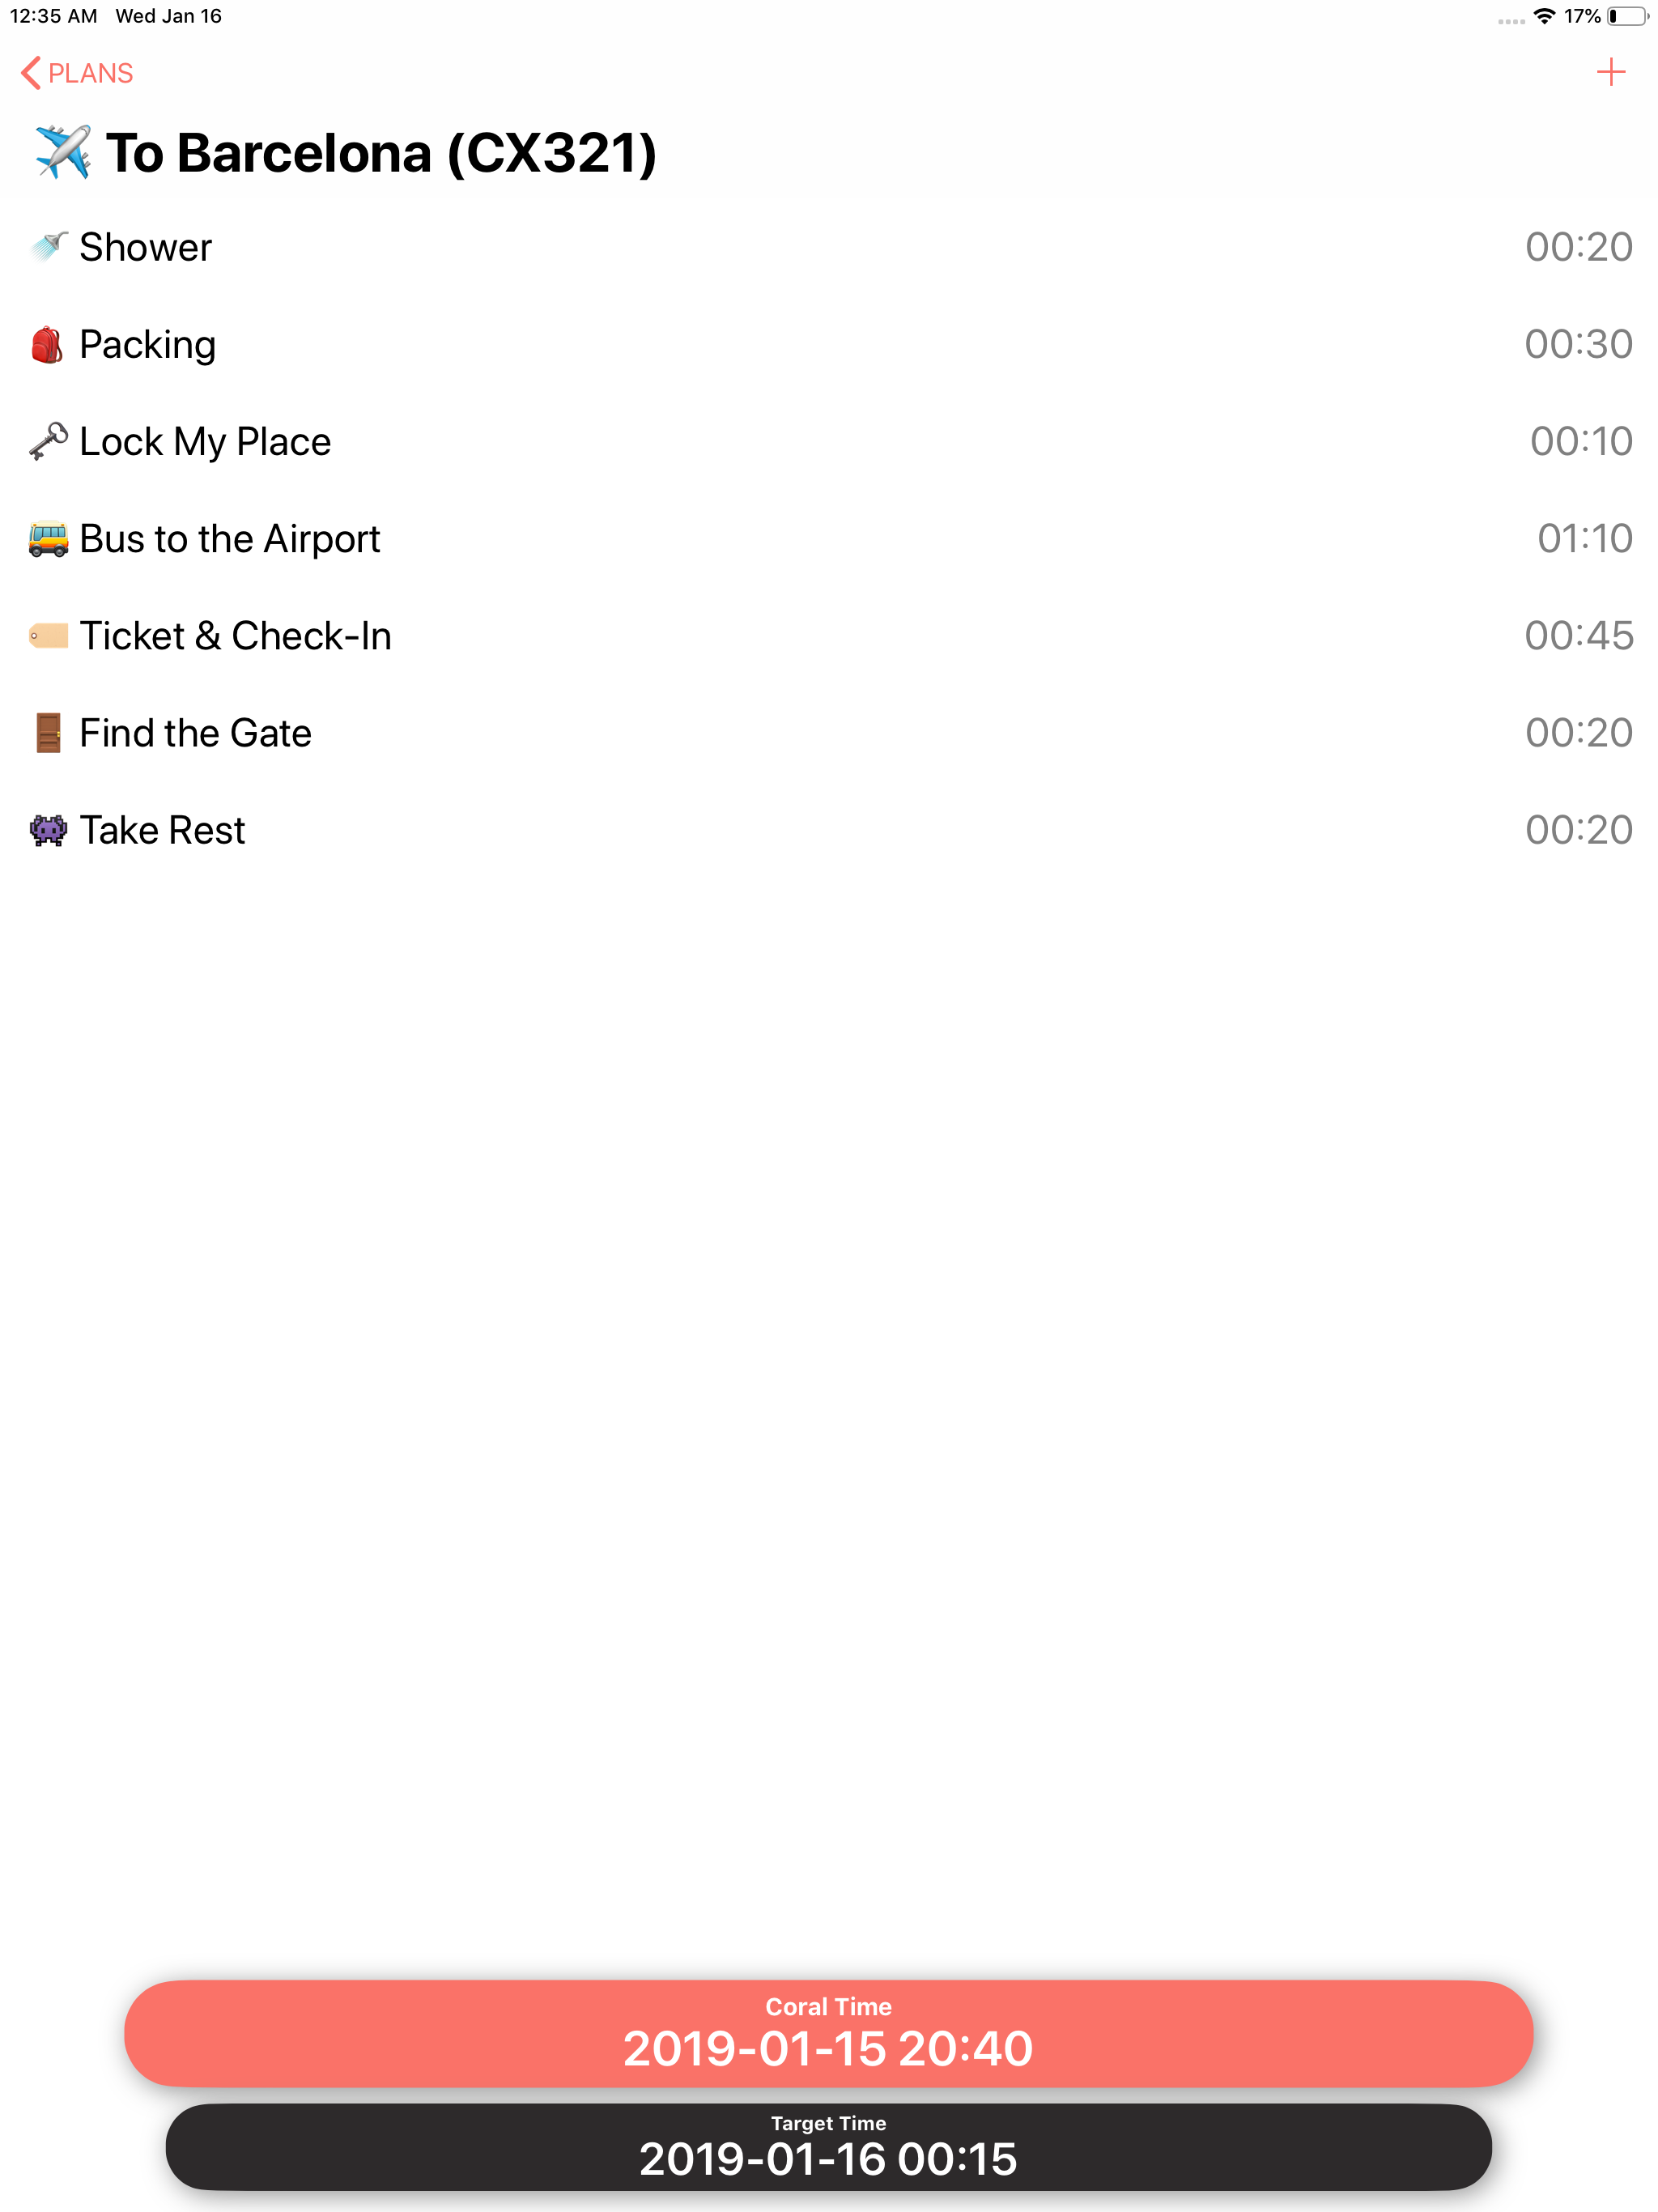 12:35 AM Wed Jan 16 17%
PLANS
✈️ To Barcelona (CX321)
🚿 Shower 00:20
🎒 Packing 00:30
🗝 Lock My Place 00:10
🚌 Bus to the Airport 01:10
🏷 Ticket & Check-In 00:45
🚪 Find the Gate 00:20
👾 Take Rest 00:20
Coral Time
2019-01-15 20:40
Target Time
2019-01-16 00:15